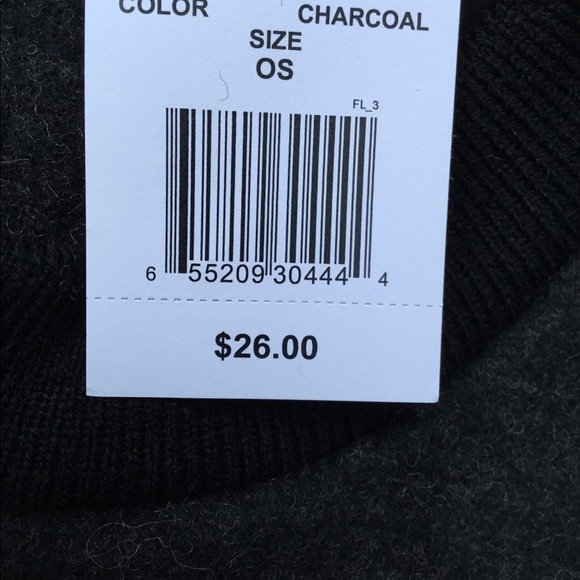 COLOR CHARCOAL
SIZE
OS
FL_3
6 55209 30444 4
$26.00